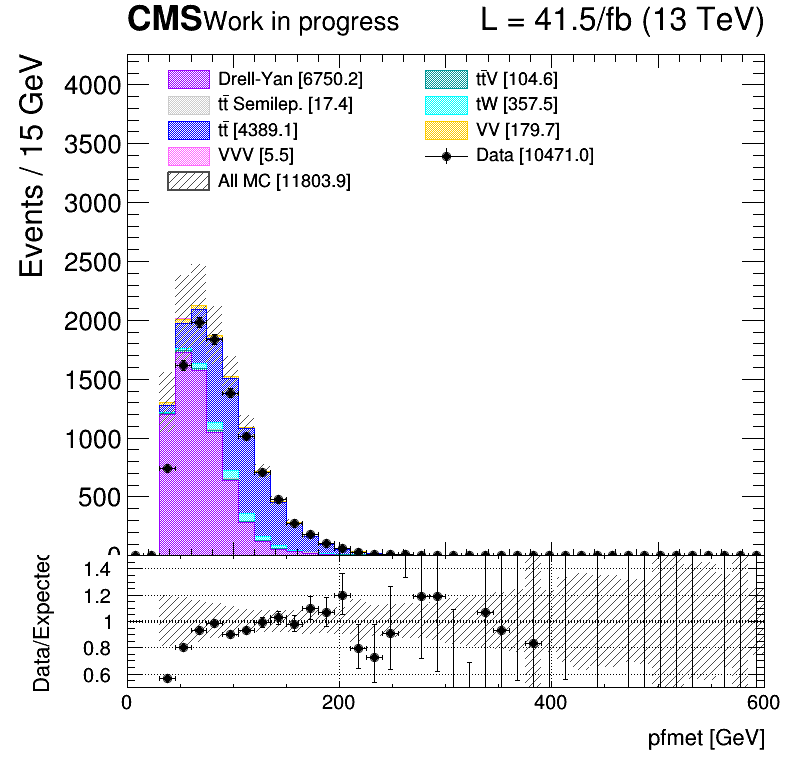 CMS Work in progress L = 41.5/fb (13 TeV)
Events / 15 GeV
4000
3500
3000
2500
2000
1500
1000
500
0
Drell-Yan [6750.2]
tt̄ Semilep. [17.4]
tt̄ [4389.1]
VVV [5.5]
All MC [11803.9]
tt̄V [104.6]
tW [357.5]
VV [179.7]
Data [10471.0]
Data/Expected
1.4
1.2
1
0.8
0.6
0 200 400 600
pfmet [GeV]